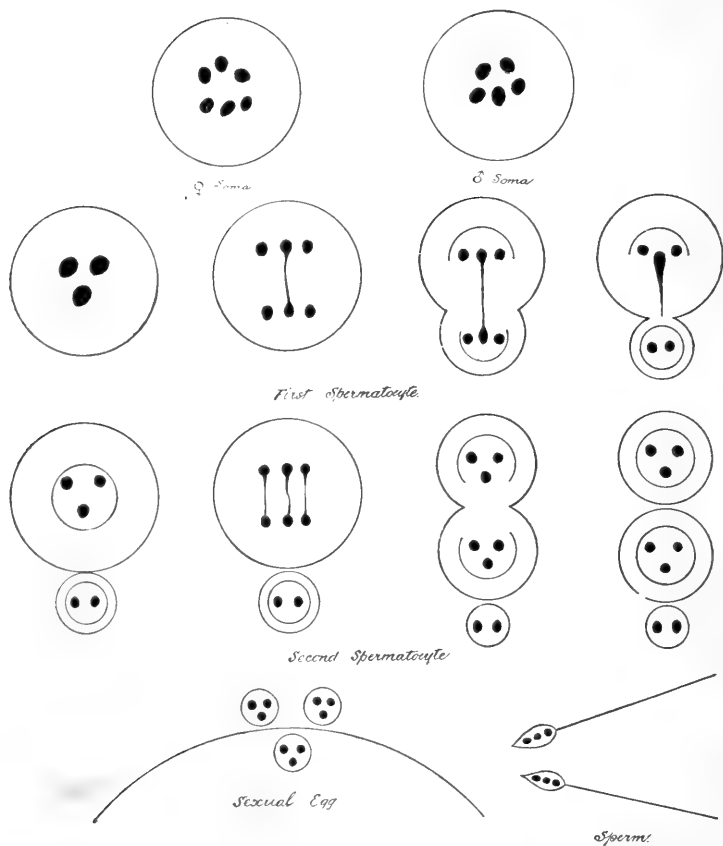 ♀ Soma
♂ Soma
First Spermatocyte.
Second Spermatocyte
Sexual Egg
Sperm.